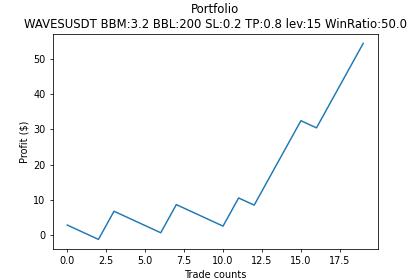 Portfolio
WAVESUSDT BBM:3.2 BBL:200 SL:0.2 TP:0.8 lev:15 WinRatio:50.0
Profit ($)
50
40
30
20
10
0
0.0 2.5 5.0 7.5 10.0 12.5 15.0 17.5
Trade counts